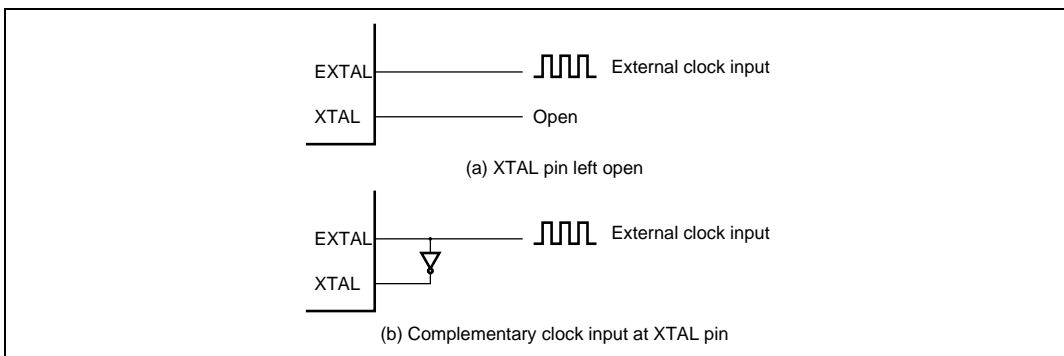 EXTAL External clock input
XTAL Open
(a) XTAL pin left open
EXTAL External clock input
XTAL
(b) Complementary clock input at XTAL pin